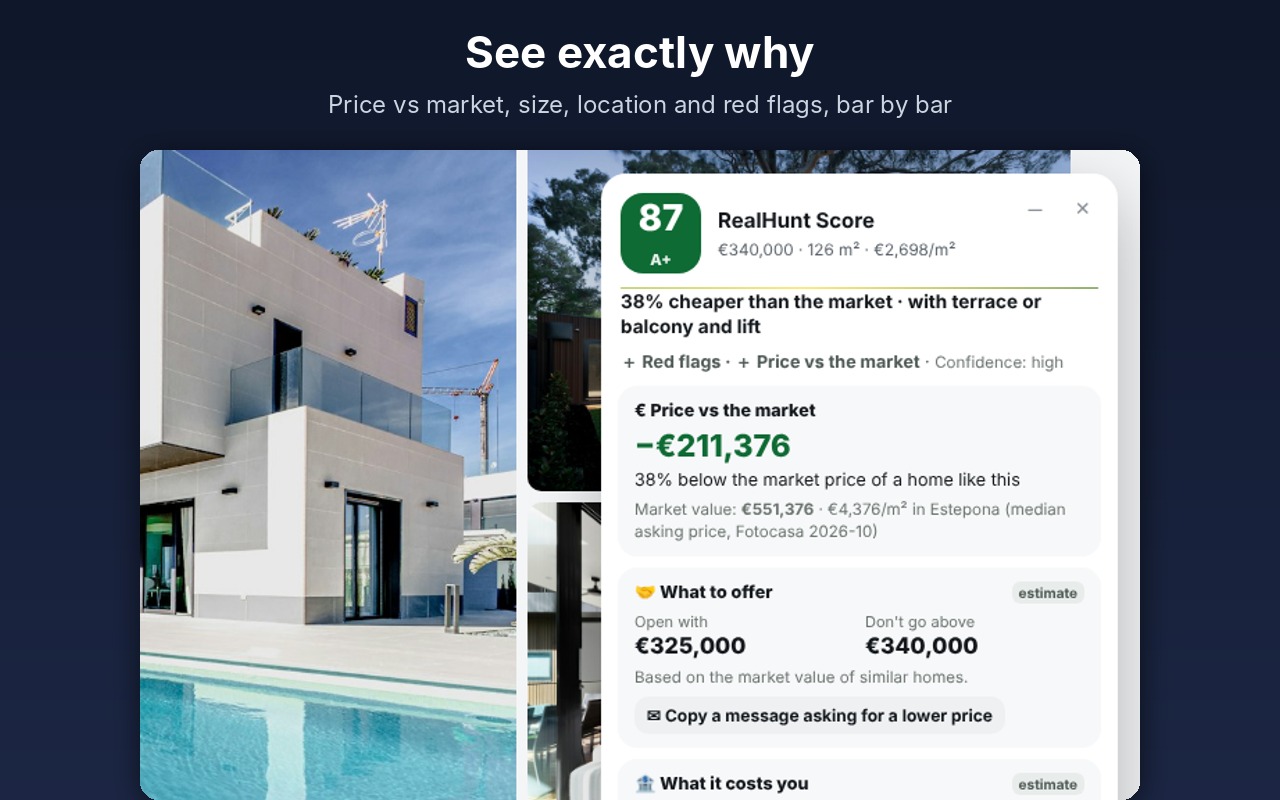 See exactly why
Price vs market, size, location and red flags, bar by bar
87
A+
RealHunt Score
€340,000 · 126 m² · €2,698/m²
38% cheaper than the market · with terrace or
balcony and lift
+ Red flags · + Price vs the market · Confidence: high
€ Price vs the market
−€211,376
38% below the market price of a home like this
Market value: €551,376 · €4,376/m² in Estepona (median
asking price, Fotocasa 2026-10)
🤝 What to offer
estimate
Open with
Don't go above
€325,000
€340,000
Based on the market value of similar homes.
✉ Copy a message asking for a lower price
🏦 What it costs you
estimate